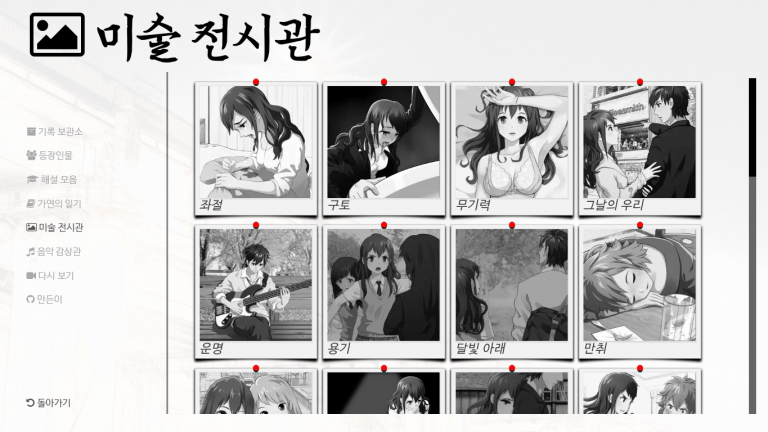 미술 전시관
기록 보관소
등장인물
해설 모음
가연의 일기
미술 전시관
음악 감상관
다시 보기
만든이
돌아가기
좌절
구토
무기력
그날의 우리
운명
용기
달빛 아래
만취